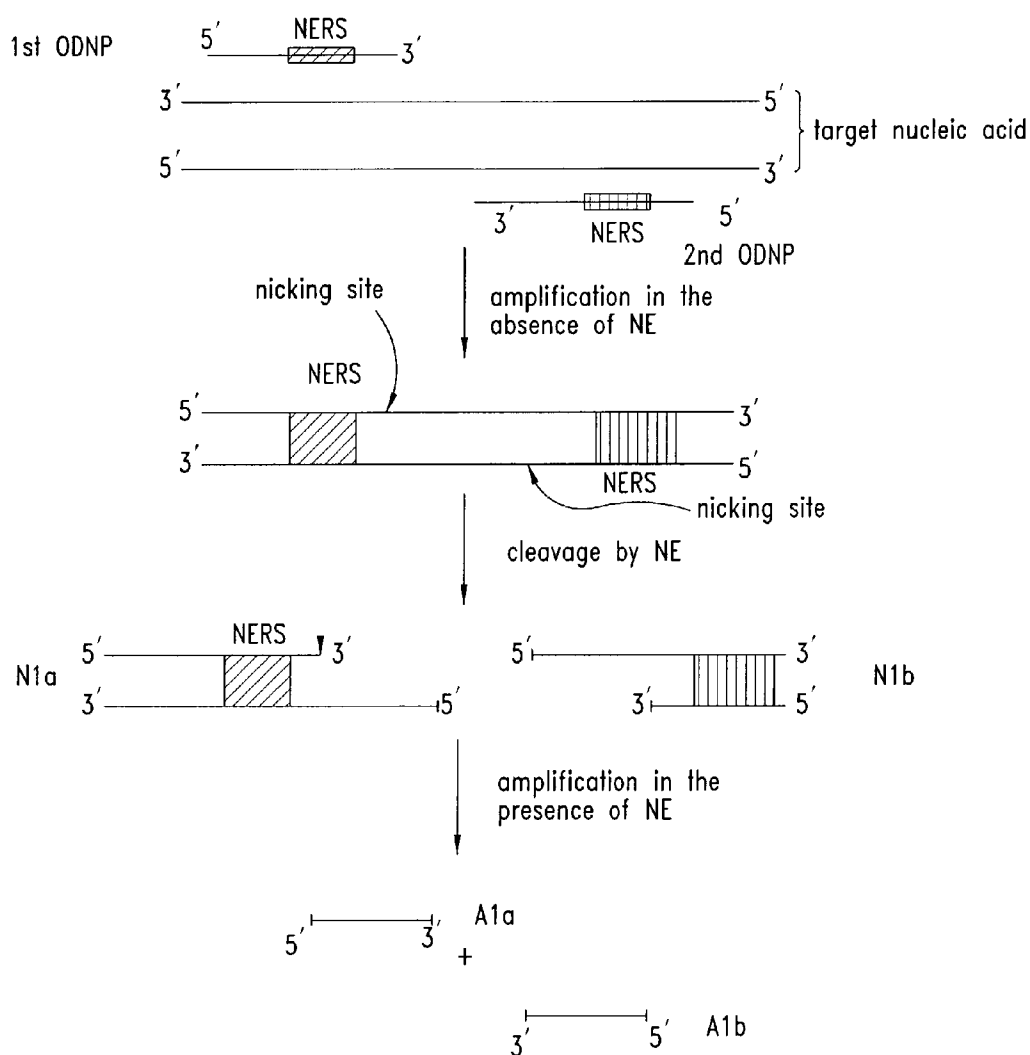 1st ODNP
5′ NERS 3′
3′ 5′
target nucleic acid
5′ 3′
3′ NERS 5′
2nd ODNP
nicking site
amplification in the
absence of NE
NERS
5′ 3′
3′ 5′
NERS
nicking site
cleavage by NE
NERS
5′ 3′ 5′ 3′
N1a N1b
3′ 5′ 3′ 5′
amplification in the
presence of NE
5′ 3′ A1a
+
3′ 5′ A1b